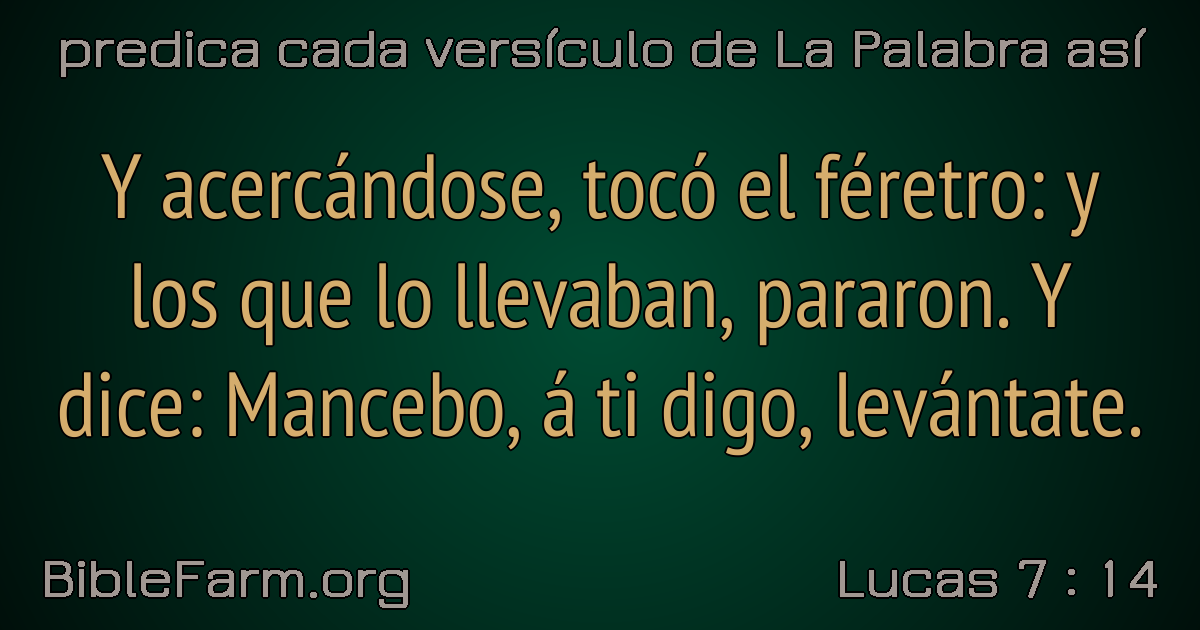 predica cada versículo de La Palabra así
Y acercándose, tocó el féretro: y
los que lo llevaban, pararon. Y
dice: Mancebo, á ti digo, levántate.
BibleFarm.org
Lucas 7 : 14